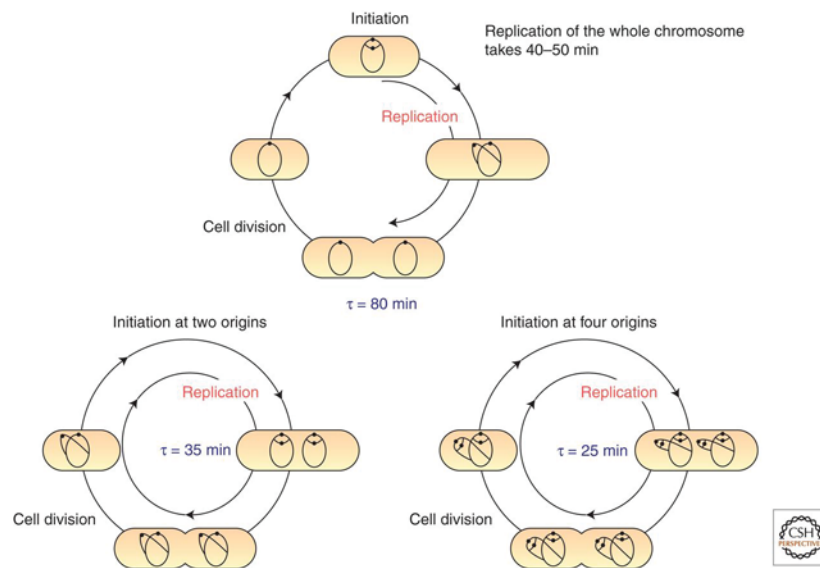 Initiation
Replication of the whole chromosome
takes 40–50 min
Replication
Cell division
τ = 80 min
Initiation at two origins
Replication
τ = 35 min
Cell division
Initiation at four origins
Replication
τ = 25 min
Cell division
CSH
PERSPECTIVES